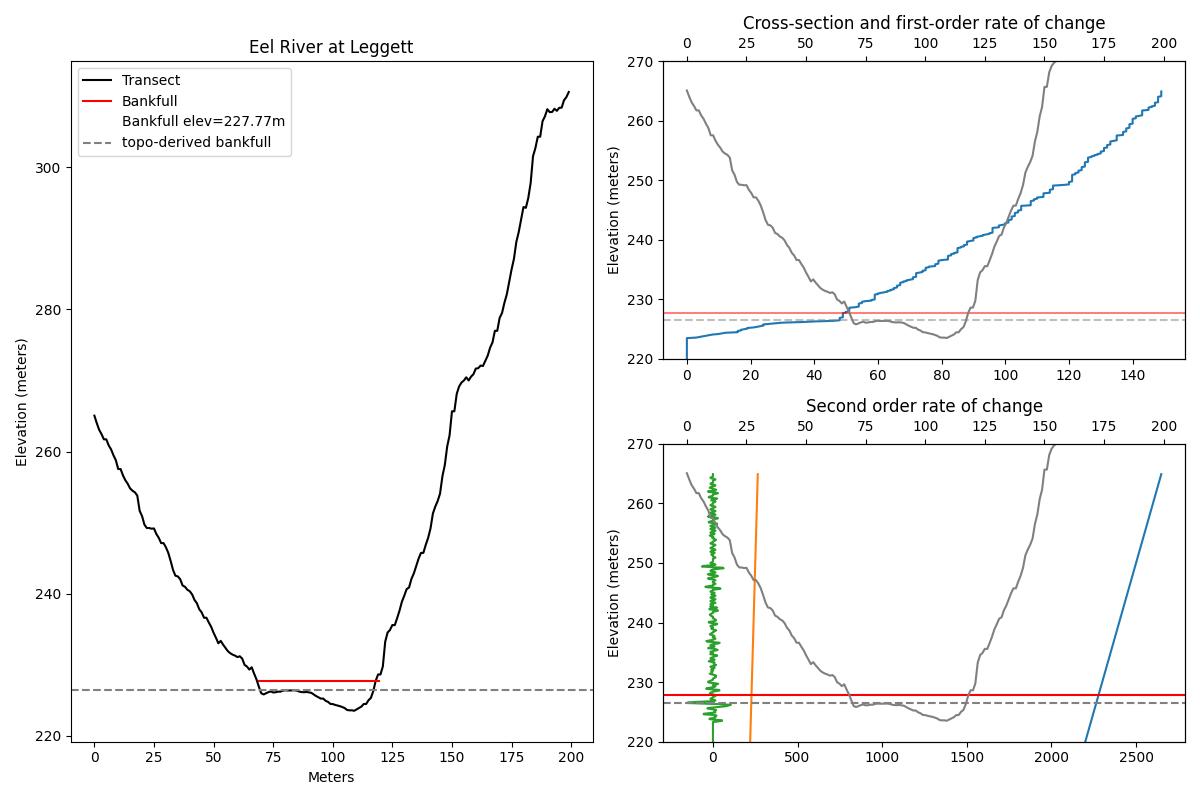 Eel River at Leggett
Transect
Bankfull
Bankfull elev=227.77m
topo-derived bankfull
Elevation (meters)
300
280
260
240
220
0 25 50 75 100 125 150 175 200
Meters
Cross-section and first-order rate of change
0 25 50 75 100 125 150 175 200
Elevation (meters)
270
260
250
240
230
220
0 20 40 60 80 100 120 140
Second order rate of change
0 25 50 75 100 125 150 175 200
Elevation (meters)
270
260
250
240
230
220
0 500 1000 1500 2000 2500